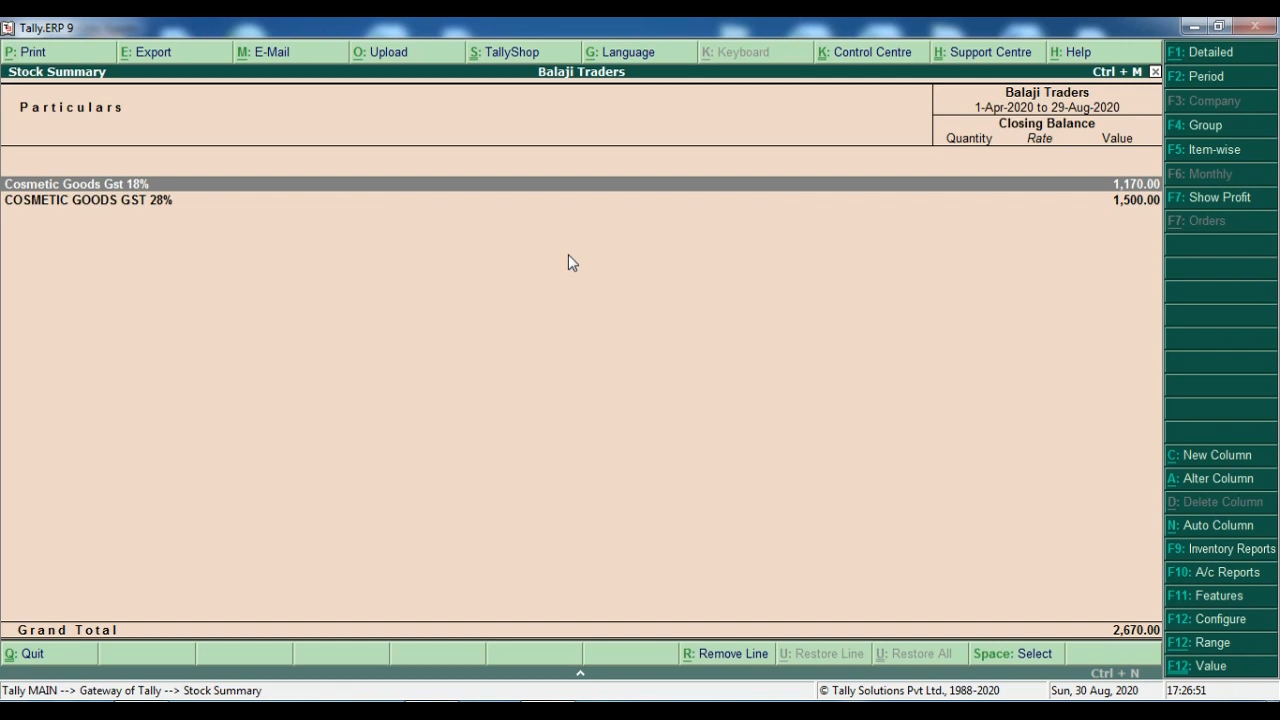 Tally.ERP 9
P: Print E: Export M: E-Mail O: Upload S: TallyShop G: Language K: Keyboard K: Control Centre H: Support Centre H: Help
Stock Summary Balaji Traders Ctrl + M
Particulars
Balaji Traders
1-Apr-2020 to 29-Aug-2020
Closing Balance
Quantity Rate Value
Cosmetic Goods Gst 18% 1,170.00
COSMETIC GOODS GST 28% 1,500.00
Grand Total 2,670.00
F1: Detailed
F2: Period
F3: Company
F4: Group
F5: Item-wise
F6: Monthly
F7: Show Profit
F7: Orders
C: New Column
A: Alter Column
D: Delete Column
N: Auto Column
F9: Inventory Reports
F10: A/c Reports
F11: Features
F12: Configure
F12: Range
F12: Value
Q: Quit R: Remove Line U: Restore Line U: Restore All Space: Select
Ctrl + N
Tally MAIN --> Gateway of Tally --> Stock Summary © Tally Solutions Pvt Ltd., 1988-2020 Sun, 30 Aug, 2020 17:26:51